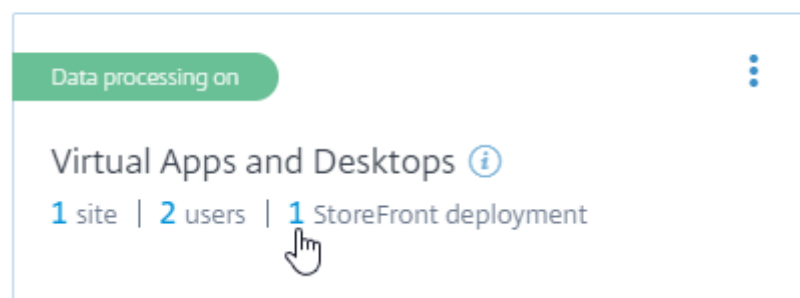 Data processing on
Virtual Apps and Desktops i
1 site | 2 users | 1 StoreFront deployment